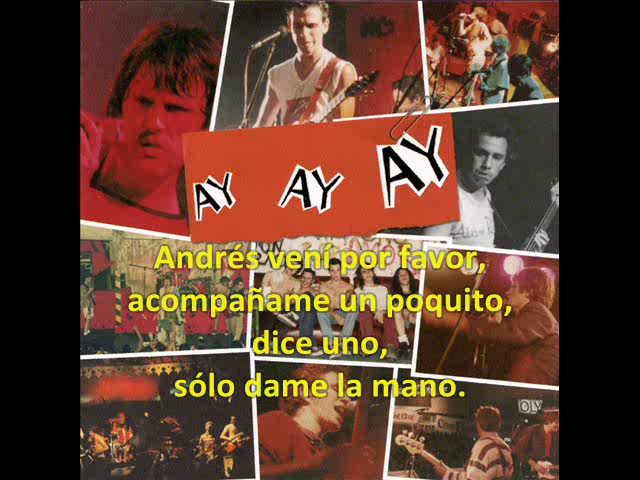 AY AY AY
Andrés vení por favor,
acompañame un poquito,
dice uno,
sólo dame la mano.